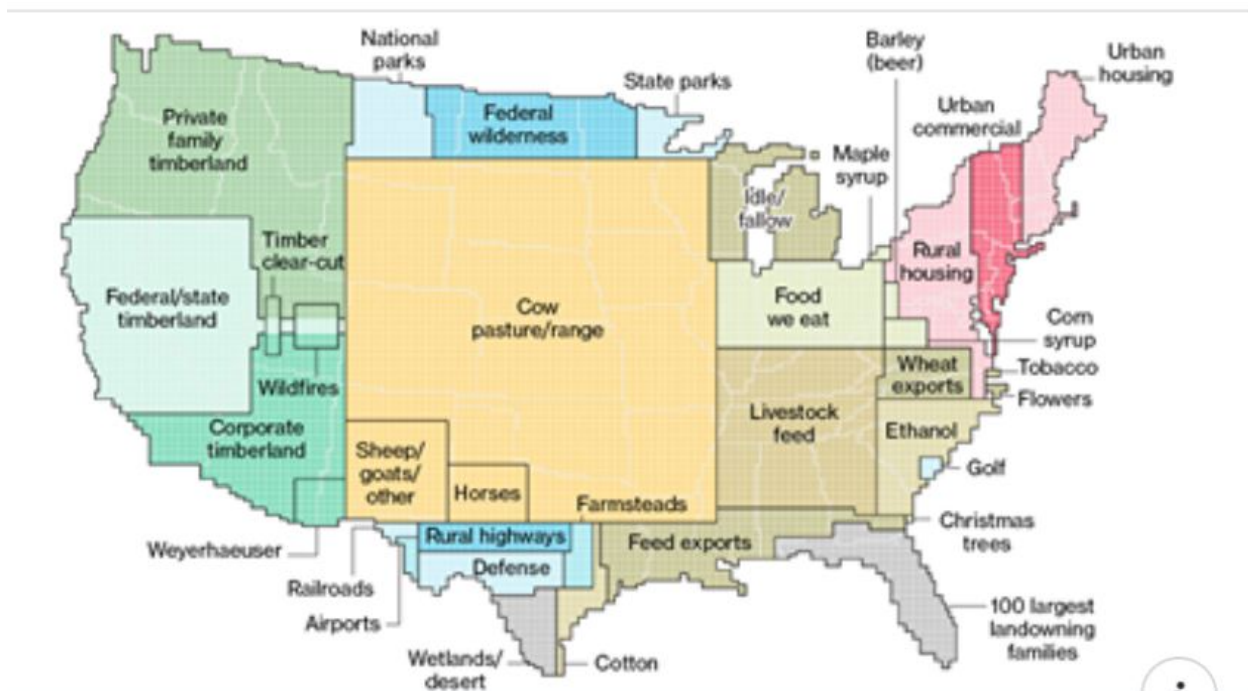 National
parks
Barley
(beer)
Urban
housing
State parks
Urban
commercial
Private
family
timberland
Federal
wilderness
Maple
syrup
Idle/
fallow
Timber
clear-cut
Rural
housing
Federal/state
timberland
Cow
pasture/range
Food
we eat
Corn
syrup
Wildfires
Wheat
exports
Tobacco
Flowers
Corporate
timberland
Livestock
feed
Ethanol
Sheep/
goats/
other
Golf
Horses
Farmsteads
Christmas
trees
Weyerhaeuser
Rural highways
Feed exports
Railroads
Defense
Airports
100 largest
landowning
families
Wetlands/
desert
Cotton